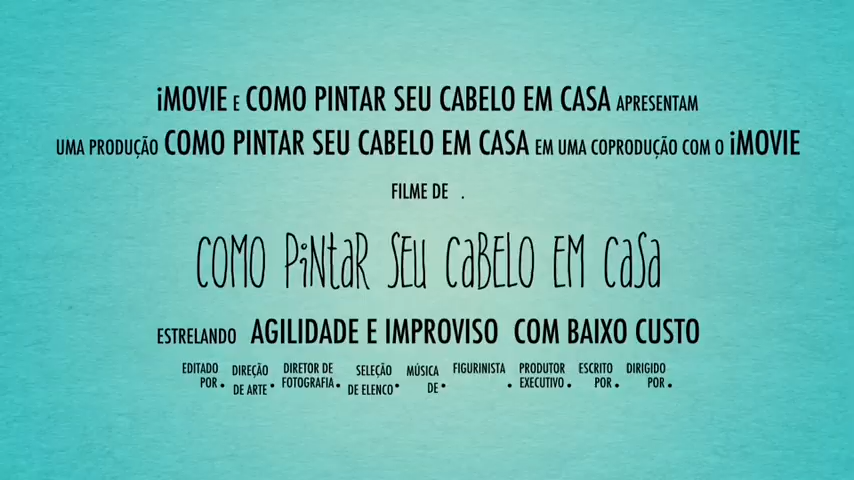 iMOVIE E COMO PINTAR SEU CABELO EM CASA APRESENTAM
UMA PRODUÇÃO COMO PINTAR SEU CABELO EM CASA EM UMA COPRODUÇÃO COM O iMOVIE
FILME DE .
COMO PiNtaR SEU CaBELO EM CaSa
ESTRELANDO AGILIDADE E IMPROVISO COM BAIXO CUSTO
EDITADO POR. DIREÇÃO DE ARTE. DIRETOR DE FOTOGRAFIA. SELEÇÃO DE ELENCO. MÚSICA DE. FIGURINISTA . PRODUTOR EXECUTIVO. ESCRITO POR. DIRIGIDO POR.